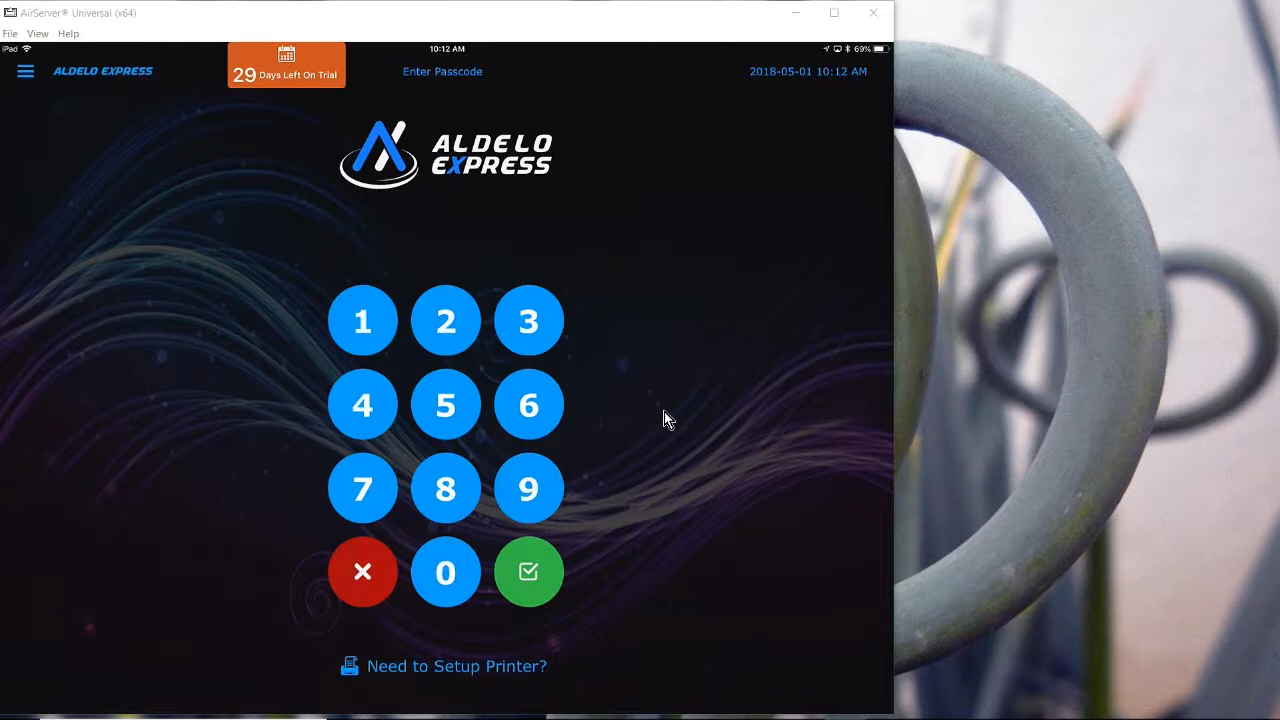 AirServer® Universal (x64)
File View Help
iPad 10:12 AM 69%
ALDELO EXPRESS
29 Days Left On Trial
Enter Passcode
2018-05-01 10:12 AM
ALDELO
EXPRESS
1 2 3
4 5 6
7 8 9
0
Need to Setup Printer?